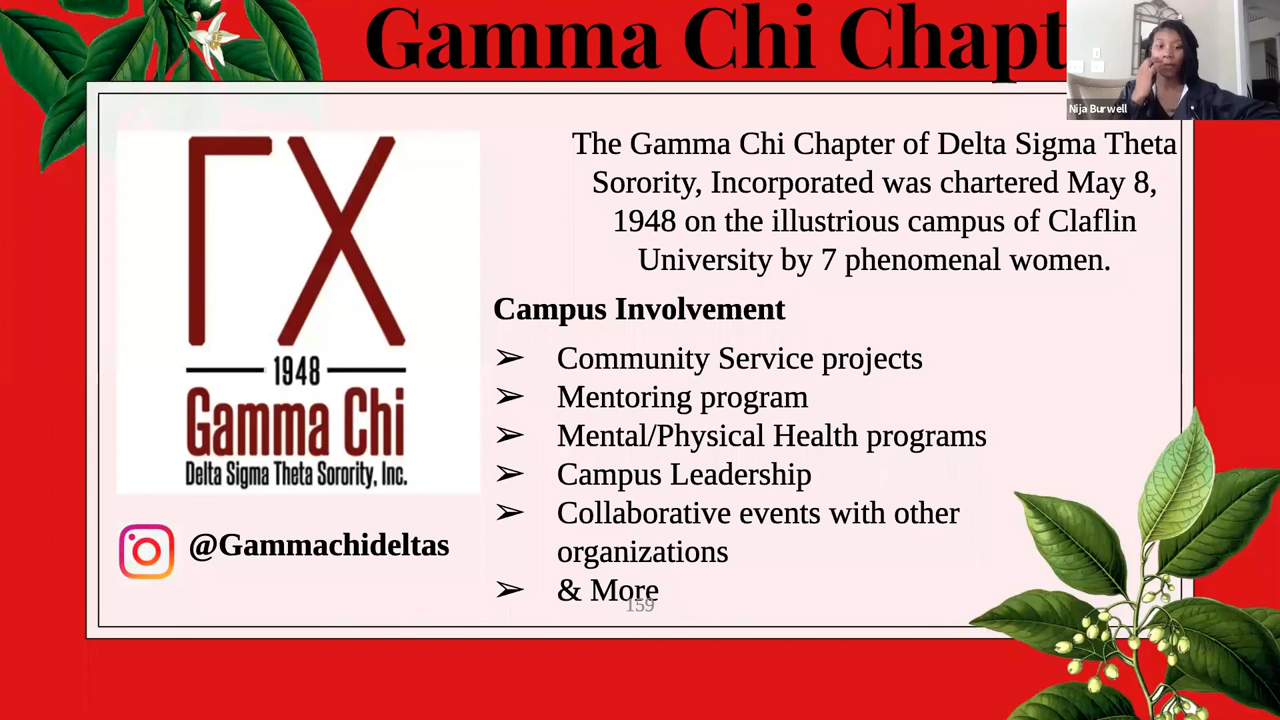 Gamma Chi Chapt
Nija Burwell
The Gamma Chi Chapter of Delta Sigma Theta
Sorority, Incorporated was chartered May 8,
1948 on the illustrious campus of Claflin
University by 7 phenomenal women.
ΓΧ
1948
Gamma Chi
Delta Sigma Theta Sorority, Inc.
@Gammachideltas
Campus Involvement
➢ Community Service projects
➢ Mentoring program
➢ Mental/Physical Health programs
➢ Campus Leadership
➢ Collaborative events with other
organizations
➢ & More
159